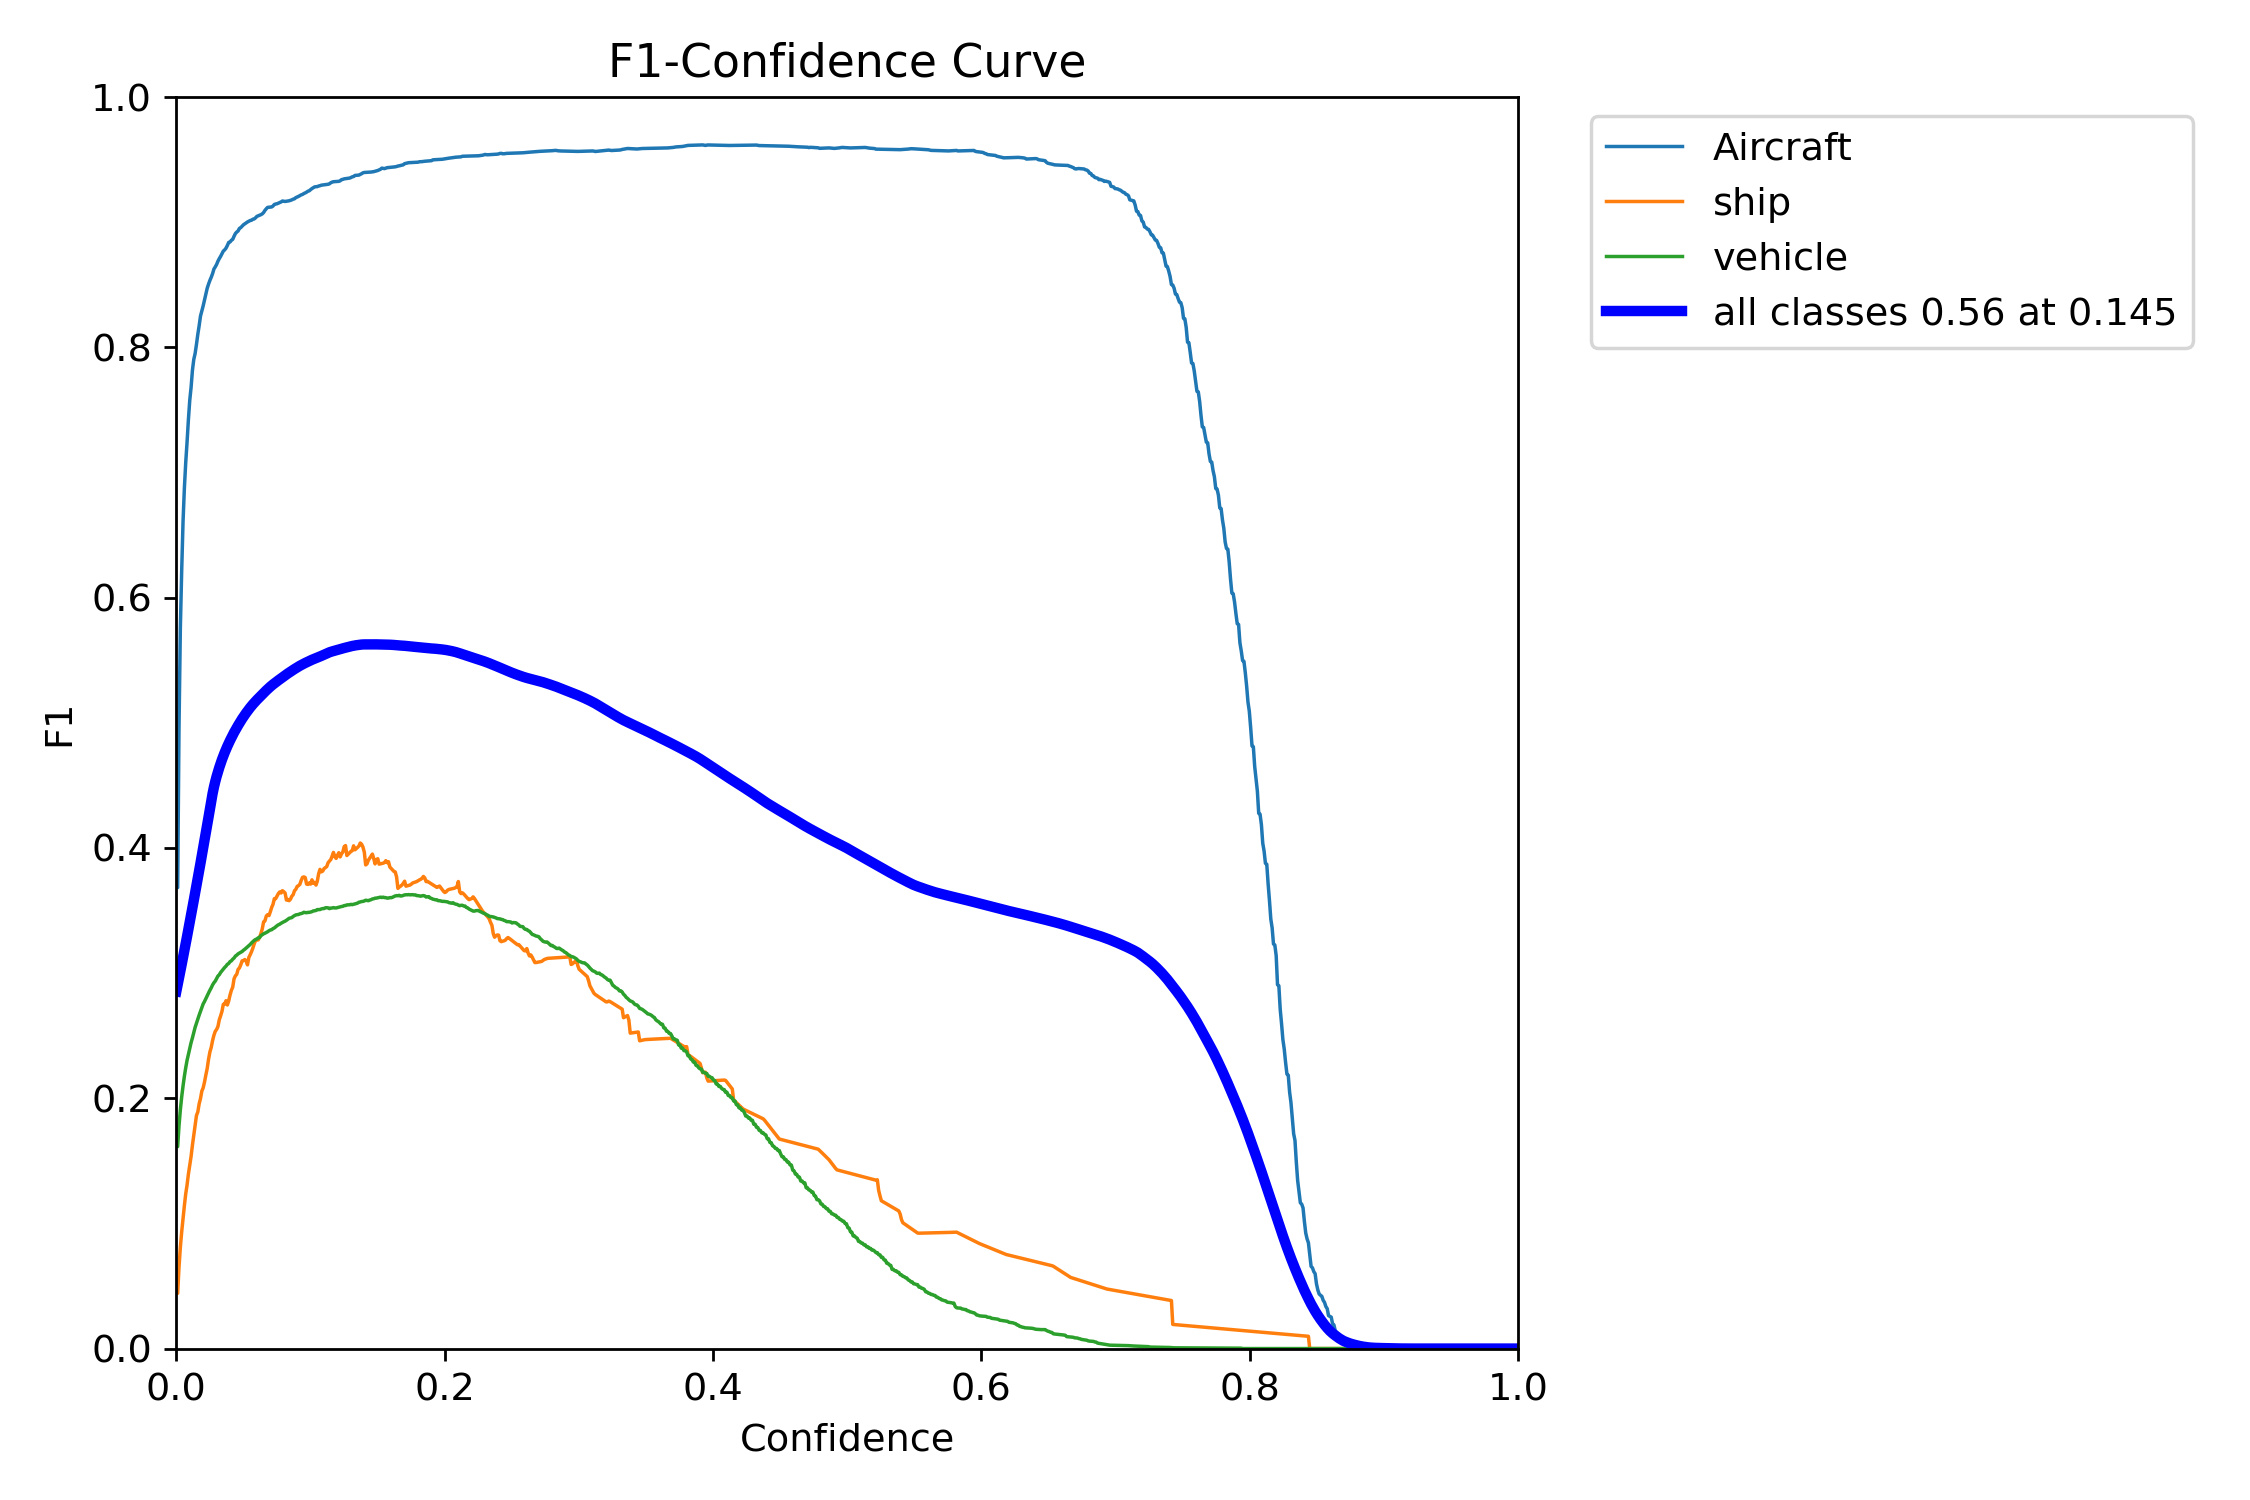 F1-Confidence Curve
1.0
0.8
0.6
0.4
0.2
0.0
F1
0.0 0.2 0.4 0.6 0.8 1.0
Confidence
Aircraft
ship
vehicle
all classes 0.56 at 0.145